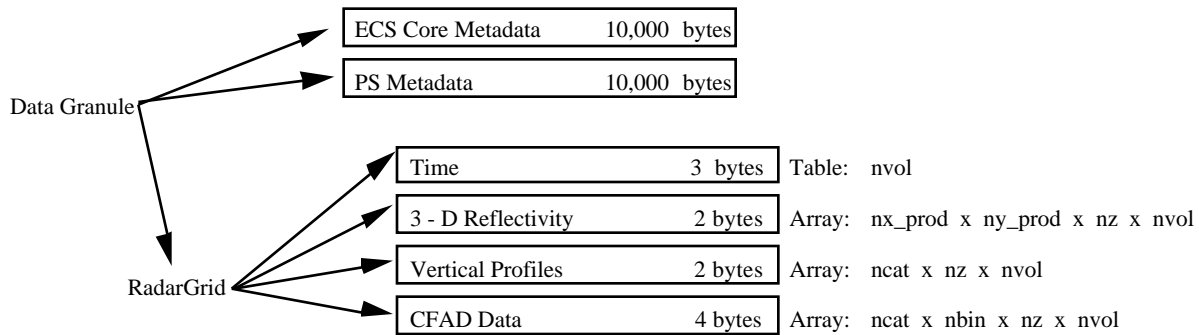 ECS Core Metadata 10,000 bytes
PS Metadata 10,000 bytes
Data Granule
Time 3 bytes Table: nvol
3 - D Reflectivity 2 bytes Array: nx_prod x ny_prod x nz x nvol
Vertical Profiles 2 bytes Array: ncat x nz x nvol
RadarGrid
CFAD Data 4 bytes Array: ncat x nbin x nz x nvol